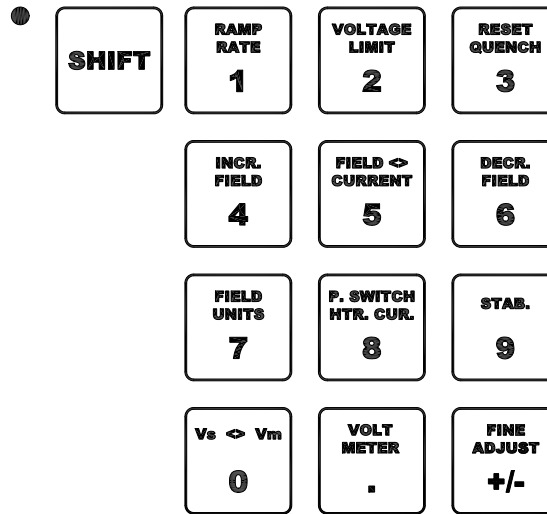 SHIFT
RAMP
RATE
1
VOLTAGE
LIMIT
2
RESET
QUENCH
3
INCR.
FIELD
4
FIELD <>
CURRENT
5
DECR.
FIELD
6
FIELD
UNITS
7
P. SWITCH
HTR. CUR.
8
STAB.
9
Vs <> Vm
0
VOLT
METER
.
FINE
ADJUST
+/-